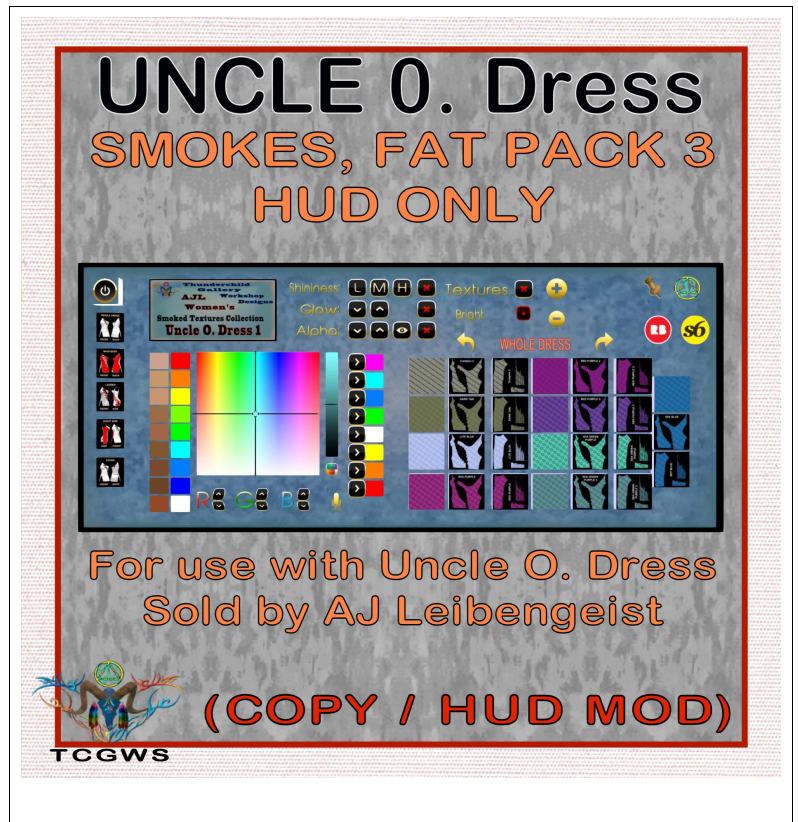 UNCLE O. Dress
SMOKES, FAT PACK 3
HUD ONLY
Thunderchild
Gallery
AJL Workshop
Designs
Women's
Smoked Textures Collection
Uncle O. Dress 1
Shininess: L M H
Glow:
Alpha:
Textures
Bright
WHOLE DRESS
RB
s6
R G B
For use with Uncle O. Dress
Sold by AJ Leibengeist
(COPY / HUD MOD)
TCGWS